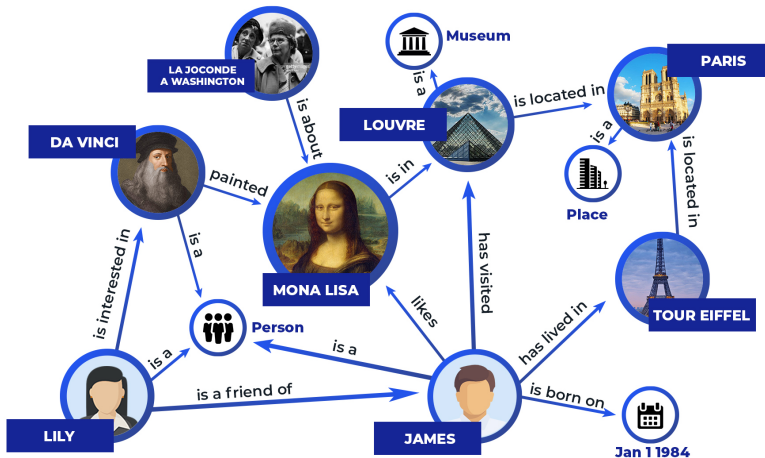 Museum
PARIS
LA JOCONDE
A WASHINGTON
is a
is located in
LOUVRE
is about
is a
DA VINCI
is located in
painted
is in
Place
is a
has visited
is interested in
MONA LISA
TOUR EIFFEL
likes
has lived in
Person
is a
is a
is a friend of
is born on
LILY
JAMES
Jan 1 1984